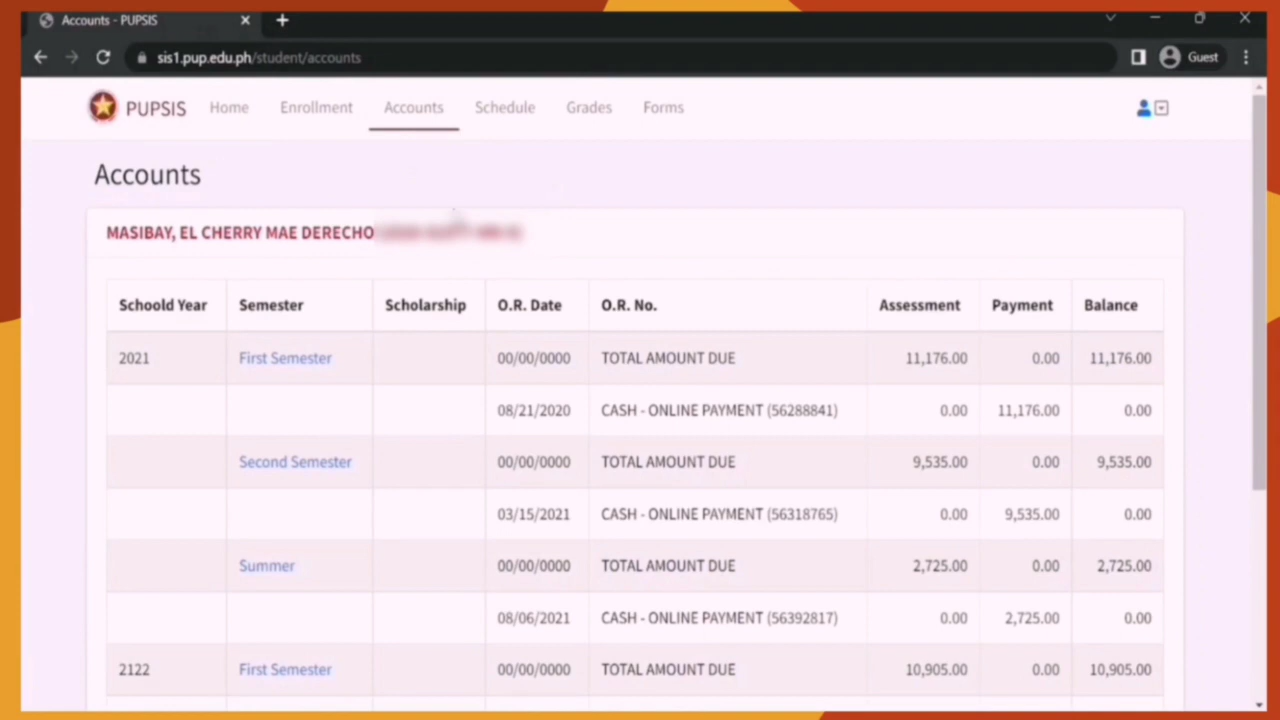 Accounts - PUPSIS
sis1.pup.edu.ph/student/accounts Guest
PUPSIS Home Enrollment Accounts Schedule Grades Forms
Accounts
MASIBAY, EL CHERRY MAE DERECHO
Schoold Year Semester Scholarship O.R. Date O.R. No. Assessment Payment Balance
2021 First Semester 00/00/0000 TOTAL AMOUNT DUE 11,176.00 0.00 11,176.00
08/21/2020 CASH - ONLINE PAYMENT (56288841) 0.00 11,176.00 0.00
Second Semester 00/00/0000 TOTAL AMOUNT DUE 9,535.00 0.00 9,535.00
03/15/2021 CASH - ONLINE PAYMENT (56318765) 0.00 9,535.00 0.00
Summer 00/00/0000 TOTAL AMOUNT DUE 2,725.00 0.00 2,725.00
08/06/2021 CASH - ONLINE PAYMENT (56392817) 0.00 2,725.00 0.00
2122 First Semester 00/00/0000 TOTAL AMOUNT DUE 10,905.00 0.00 10,905.00